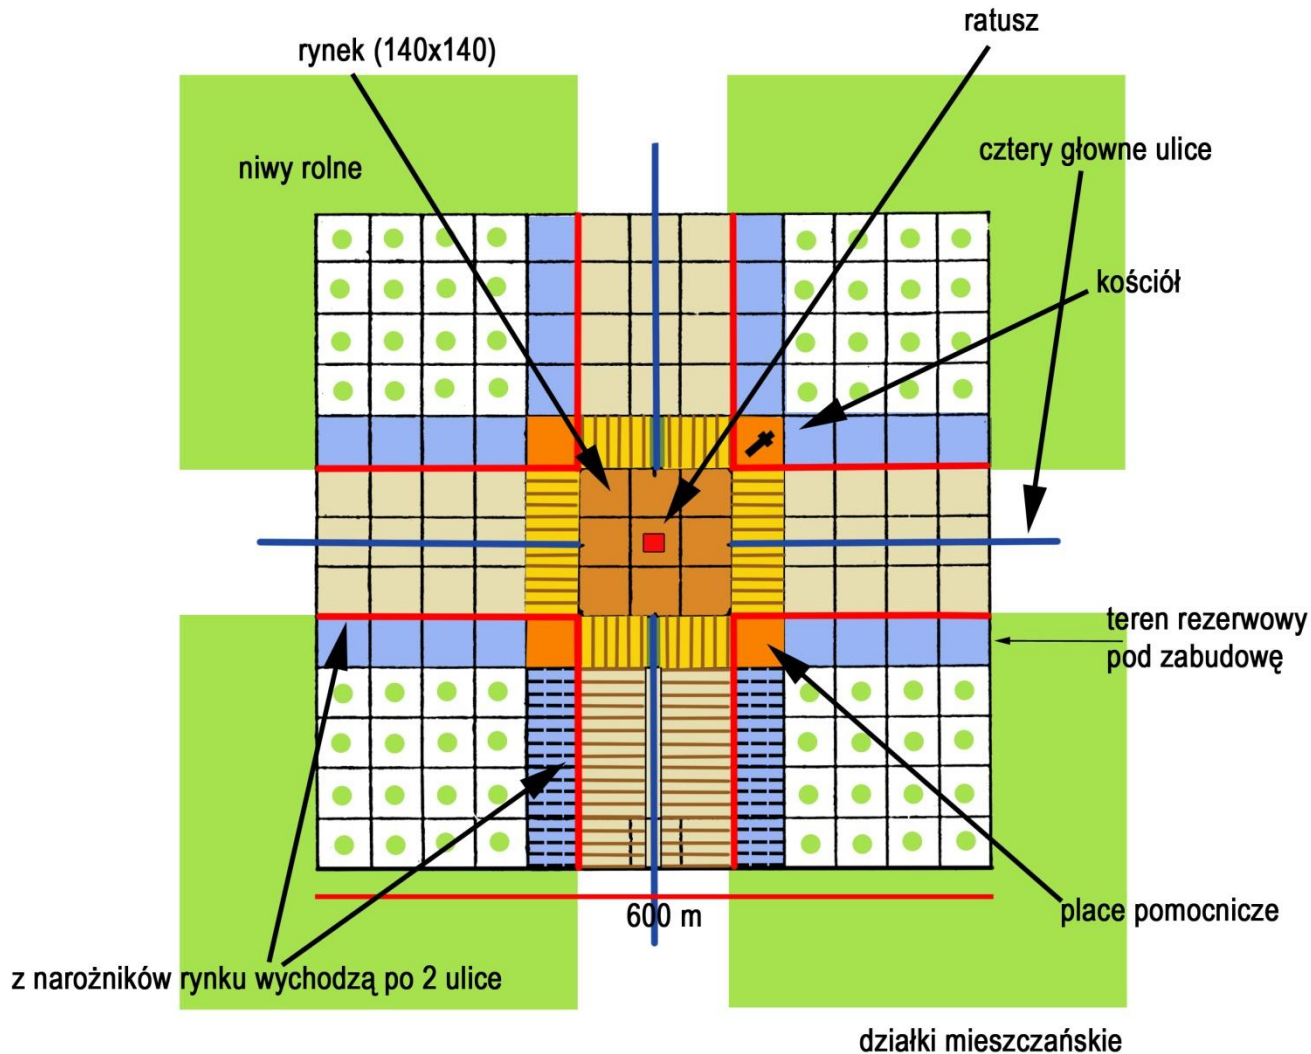 ratusz
rynek (140x140)
cztery głowne ulice
niwy rolne
kościół
teren rezerwowy
pod zabudowę
600 m
place pomocnicze
z narożników rynku wychodzą po 2 ulice
działki mieszczańskie